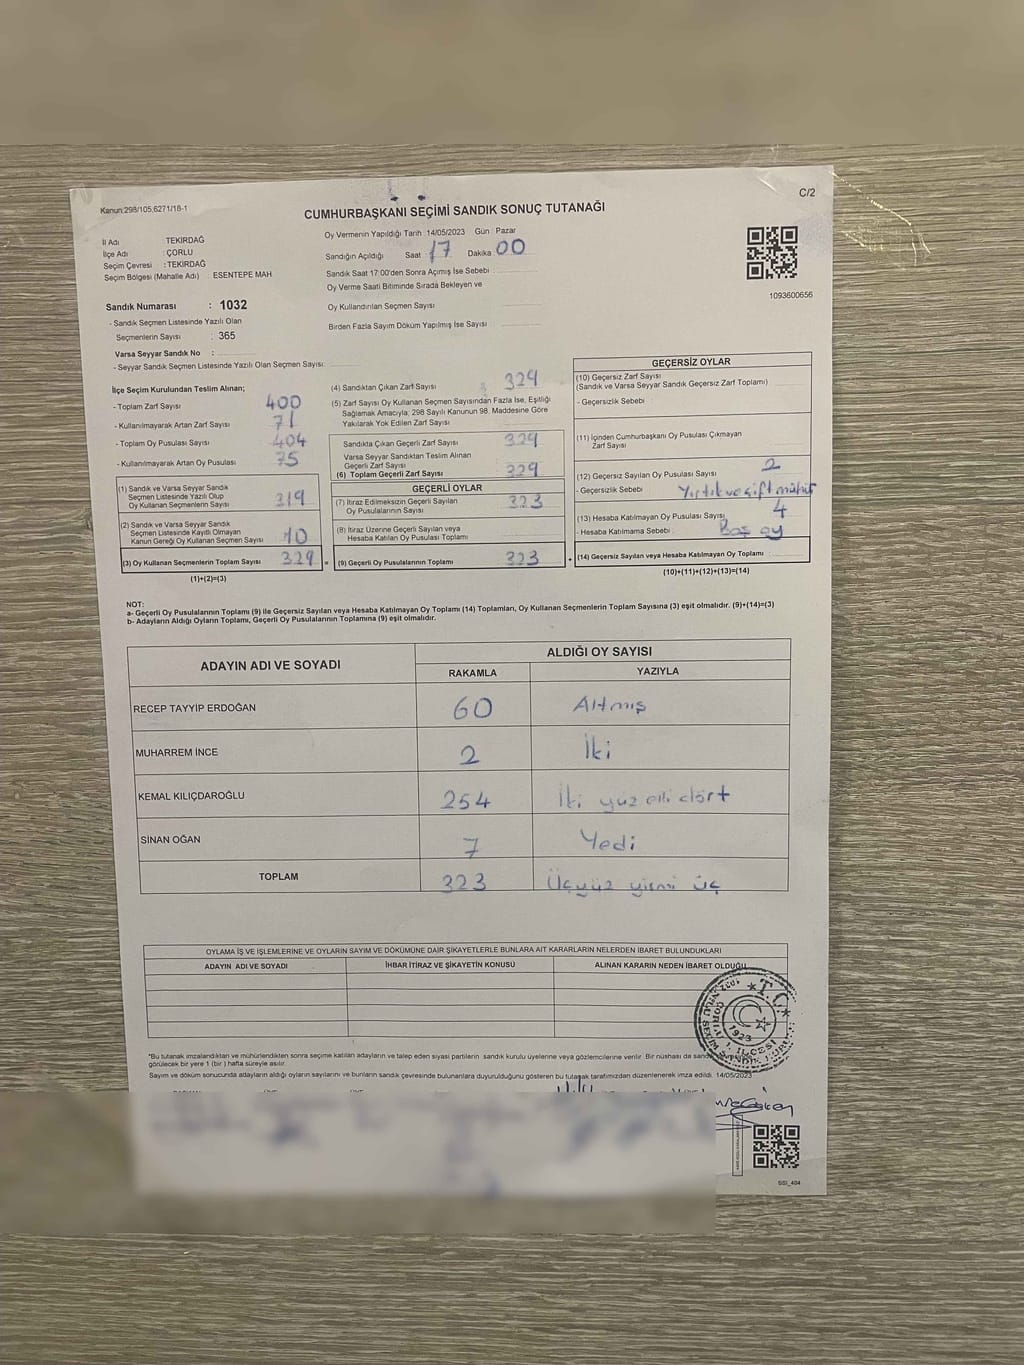 Kanun:298/105,6271/18-1
C/2
CUMHURBAŞKANI SEÇİMİ SANDIK SONUÇ TUTANAĞI
İl Adı TEKİRDAĞ
İlçe Adı : ÇORLU
Seçim Çevresi : TEKİRDAĞ
Seçim Bölgesi (Mahalle Adı) : ESENTEPE MAH
Oy Vermenin Yapıldığı Tarih 14/05/2023 Gün Pazar
Sandığın Açıldığı Saat 17 Dakika 00
Sandık Saat 17:00'den Sonra Açımış İse Sebebi
Oy Verme Saati Bitiminde Sırada Bekleyen ve
Oy Kullandırılan Seçmen Sayısı
Birden Fazla Sayım Döküm Yapılmış İse Sayısı
1093600656
Sandık Numarası : 1032
- Sandık Seçmen Listesinde Yazılı Olan
Seçmenlerin Sayısı : 365
Varsa Seyyar Sandık No :
- Seyyar Sandık Seçmen Listesinde Yazılı Olan Seçmen Sayısı:
İlçe Seçim Kurulundan Teslim Alınan;
- Toplam Zarf Sayısı 400
- Kullanılmayarak Artan Zarf Sayısı 71
- Toplam Oy Pusulası Sayısı 404
- Kullanılmayarak Artan Oy Pusulası 75
(1) Sandık ve Varsa Seyyar Sandık
Seçmen Listesinde Yazılı Olup
Oy Kullanan Seçmenlerin Sayısı 319
(2) Sandık ve Varsa Seyyar Sandık
Seçmen Listesinde Kayıtlı Olmayan
Kanun Gereği Oy Kullanan Seçmen Sayısı 10
(3) Oy Kullanan Seçmenlerin Toplam Sayısı 329
(1)+(2)=(3)
(4) Sandıktan Çıkan Zarf Sayısı 329
(5) Zarf Sayısı Oy Kullanan Seçmen Sayısından Fazla İse, Eşitliği
Sağlamak Amacıyla; 298 Sayılı Kanunun 98. Maddesine Göre
Yakılarak Yok Edilen Zarf Sayısı
Sandıkta Çıkan Geçerli Zarf Sayısı 329
Varsa Seyyar Sandıktan Teslim Alınan
Geçerli Zarf Sayısı
(6) Toplam Geçerli Zarf Sayısı 329
GEÇERLİ OYLAR
(7) İtiraz Edilmeksizin Geçerli Sayılan
Oy Pusulalarının Sayısı 323
(8) İtiraz Üzerine Geçerli Sayılan veya
Hesaba Katılan Oy Pusulası Toplamı
= (9) Geçerli Oy Pusulalarının Toplamı 323
GEÇERSİZ OYLAR
(10) Geçersiz Zarf Sayısı
(Sandık ve Varsa Seyyar Sandık Geçersiz Zarf Toplamı)
- Geçersizlik Sebebi
(11) İçinden Cumhurbaşkanı Oy Pusulası Çıkmayan
Zarf Sayısı
(12) Geçersiz Sayılan Oy Pusulası Sayısı 2
- Geçersizlik Sebebi Yırtık ve çift mühür
(13) Hesaba Katılmayan Oy Pusulası Sayısı 4
- Hesaba Katılmama Sebebi Boş oy
+ (14) Geçersiz Sayılan veya Hesaba Katılmayan Oy Toplamı
(10)+(11)+(12)+(13)=(14)
NOT:
a- Geçerli Oy Pusulalarının Toplamı (9) ile Geçersiz Sayılan veya Hesaba Katılmayan Oy Toplamı (14) Toplamları, Oy Kullanan Seçmenlerin Toplam Sayısına (3) eşit olmalıdır. (9)+(14)=(3)
b- Adayların Aldığı Oyların Toplamı, Geçerli Oy Pusulalarının Toplamına (9) eşit olmalıdır.
ADAYIN ADI VE SOYADI ALDIĞI OY SAYISI
RAKAMLA YAZIYLA
RECEP TAYYİP ERDOĞAN 60 Altmış
MUHARREM İNCE 2 İki
KEMAL KILIÇDAROĞLU 254 İki yüz elli dört
SİNAN OĞAN 7 Yedi
TOPLAM 323 Üçyüz yirmi üç
OYLAMA İŞ VE İŞLEMLERİNE VE OYLARIN SAYIM VE DÖKÜMÜNE DAİR ŞİKAYETLERLE BUNLARA AİT KARARLARIN NELERDEN İBARET BULUNDUKLARI
ADAYIN ADI VE SOYADI İHBAR İTİRAZ VE ŞİKAYETİN KONUSU ALINAN KARARIN NEDEN İBARET OLDUĞU
T.C.
1923
ÇORLU İLÇESİ
*Bu tutanak imzalandıktan ve mühürlendikten sonra seçime katılan adayların ve talep eden siyasi partilerin sandık kurulu üyelerine veya gözlemcilerine verilir. Bir nüshası da
görülecek bir yere 1 (bir) hafta süreyle asılır.
Sayım ve döküm sonucunda adayların aldığı oyların sayılarını ve bunların sandık çevresinde bulunanlara duyurulduğunu gösteren bu tutanak tarafımızdan düzenlenerek imza edildi. 14/05/2023
SSI_404